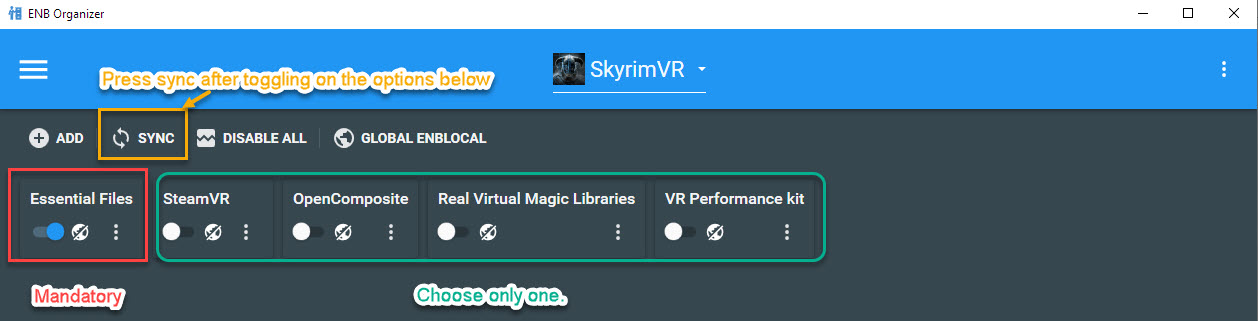 ENB Organizer
SkyrimVR
Press sync after toggling on the options below
ADD SYNC DISABLE ALL GLOBAL ENBLOCAL
Essential Files SteamVR OpenComposite Real Virtual Magic Libraries VR Performance kit
Mandatory Choose only one.